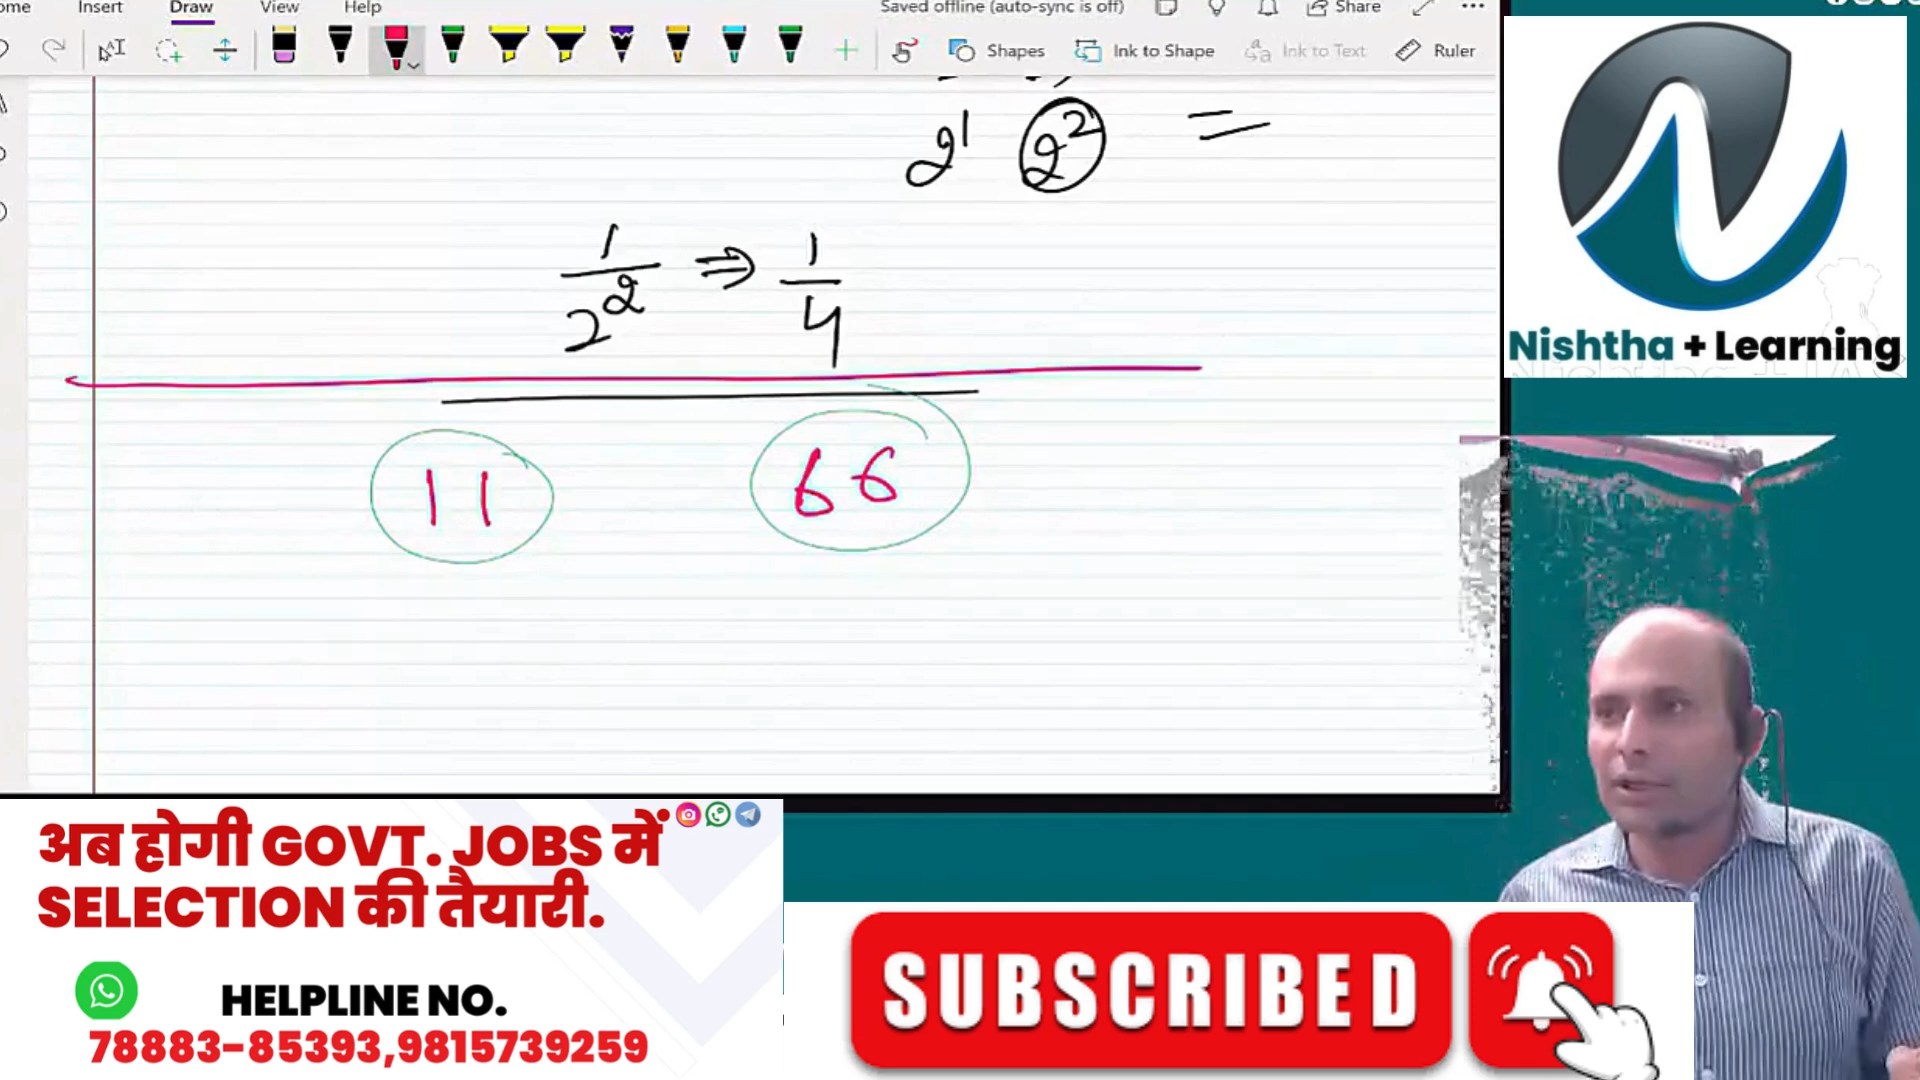 ome Insert Draw View Help Saved offline (auto-sync is off) Share
Shapes Ink to Shape Ink to Text Ruler
2¹ 2² =
1/2² ⇒ 1/4
11 66
Nishtha + Learning
अब होगी GOVT. JOBS में
SELECTION की तैयारी.
HELPLINE NO.
78883-85393,9815739259
SUBSCRIBED